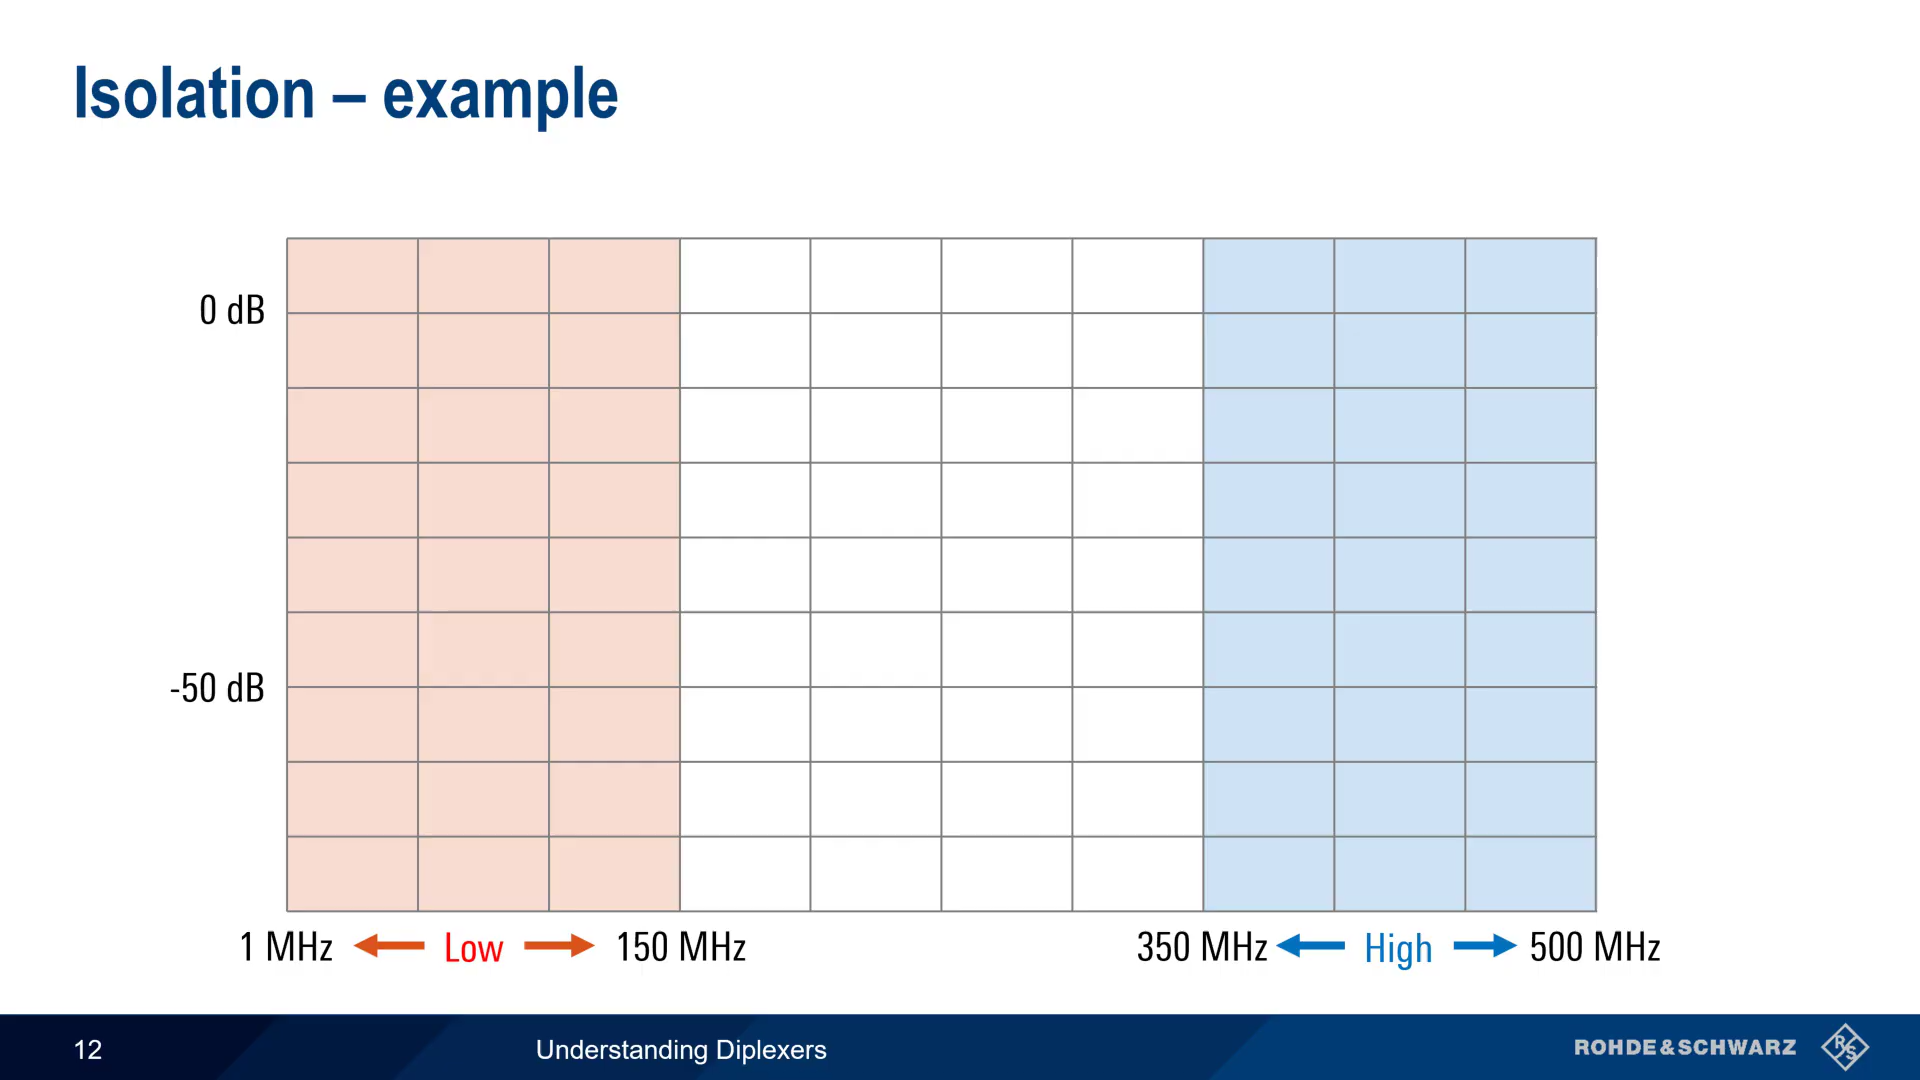 Isolation – example
0 dB
-50 dB
1 MHz Low 150 MHz 350 MHz High 500 MHz
12 Understanding Diplexers ROHDE&SCHWARZ R&S